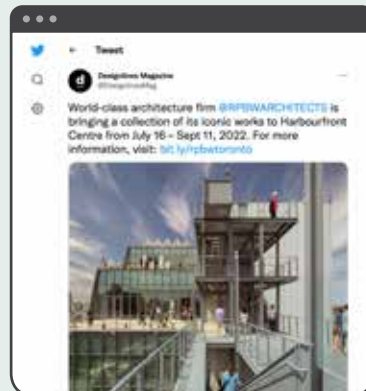 Tweet
Designlines Magazine
@DesignlinesMag
World-class architecture firm @RPBWARCHITECTS is
bringing a collection of its iconic works to Harbourfront
Centre from July 16 – Sept 11, 2022. For more
information, visit: bit.ly/rpbwtoronto